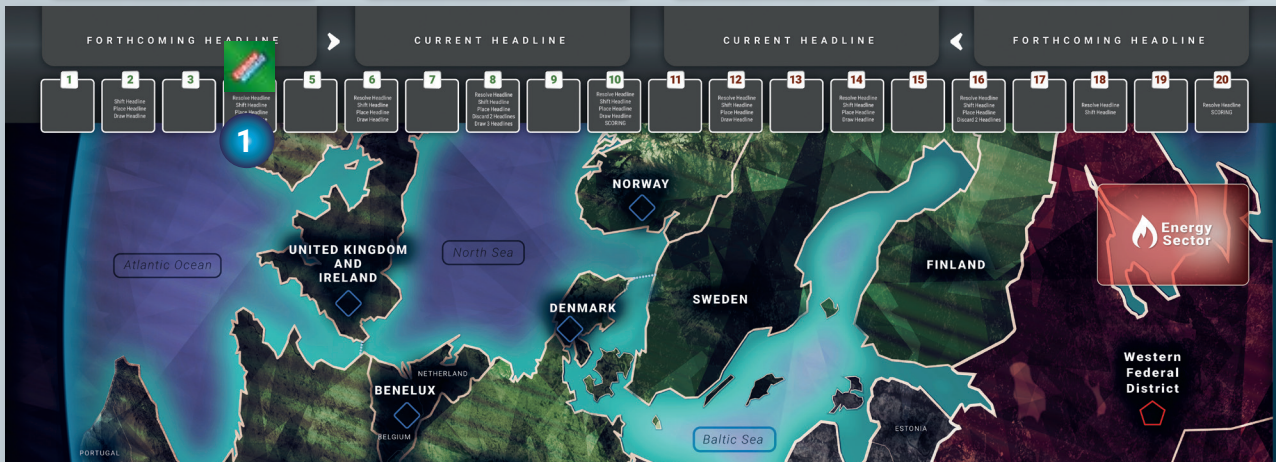 FORTHCOMING HEADLINE
CURRENT HEADLINE
CURRENT HEADLINE
FORTHCOMING HEADLINE
1
2
Shift Headline
Place Headline
Draw Headline
3
Resolve Headline
Shift Headline
Place Headline
1
5
6
Resolve Headline
Shift Headline
Place Headline
Draw Headline
7
8
Resolve Headline
Shift Headline
Place Headline
Discard 2 Headlines
Draw 3 Headlines
9
10
Resolve Headline
Shift Headline
Place Headline
Draw Headline
SCORING
11
12
Resolve Headline
Shift Headline
Place Headline
Draw Headline
13
14
Resolve Headline
Shift Headline
Place Headline
Draw Headline
15
16
Resolve Headline
Shift Headline
Place Headline
Discard 2 Headlines
17
18
Resolve Headline
Shift Headline
19
20
Resolve Headline
SCORING
NORWAY
Energy
Sector
UNITED KINGDOM
AND
IRELAND
North Sea
Atlantic Ocean
FINLAND
SWEDEN
DENMARK
Western
Federal
District
NETHERLAND
BENELUX
BELGIUM
ESTONIA
Baltic Sea
PORTUGAL